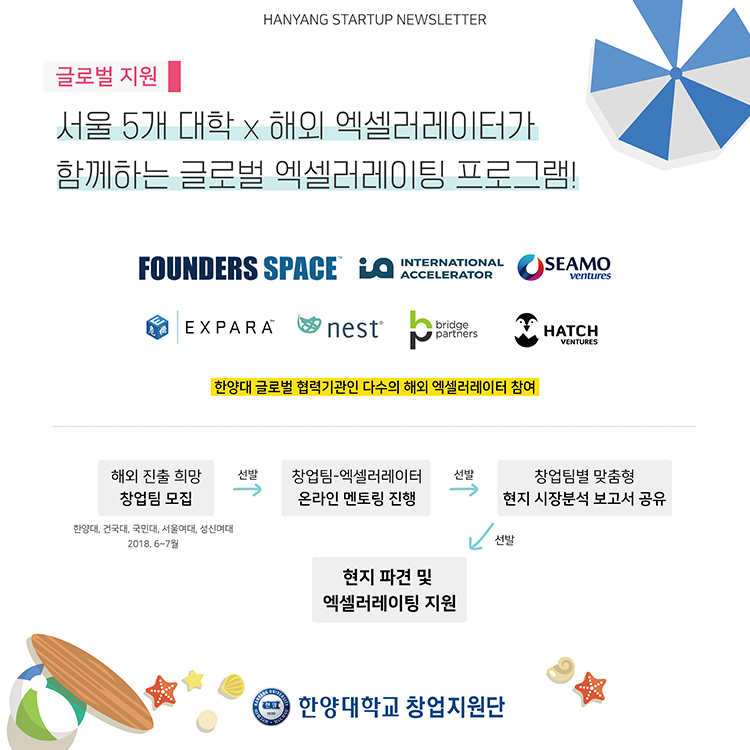 HANYANG STARTUP NEWSLETTER
글로벌 지원
서울 5개 대학 x 해외 엑셀러레이터가
함께하는 글로벌 엑셀러레이팅 프로그램!
FOUNDERS SPACE™
ia INTERNATIONAL
ACCELERATOR
SEAMO
ventures
EXPARA™
nest®
bp bridge
partners
HATCH
VENTURES
한양대 글로벌 협력기관인 다수의 해외 엑셀러레이터 참여
해외 진출 희망
창업팀 모집
선발
창업팀-엑셀러레이터
온라인 멘토링 진행
선발
창업팀별 맞춤형
현지 시장분석 보고서 공유
한양대, 건국대, 국민대, 서울여대, 성신여대
2018. 6~7월
선발
현지 파견 및
엑셀러레이팅 지원
한양대학교 창업지원단